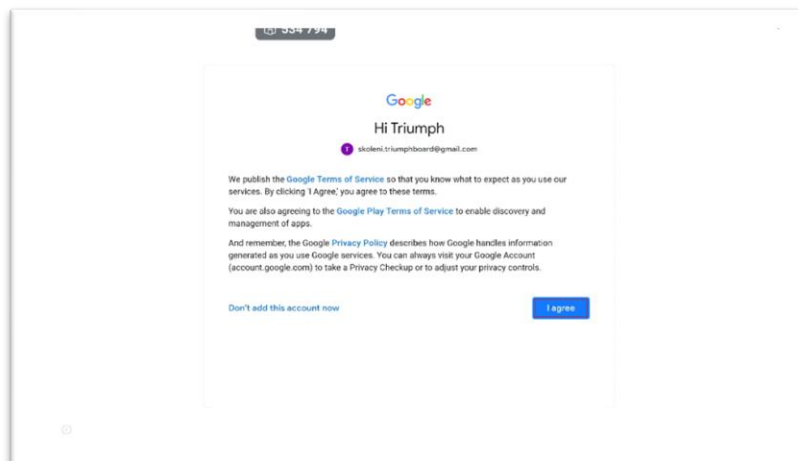 534 794
Google
Hi Triumph
T skoleni.triumphboard@gmail.com
We publish the Google Terms of Service so that you know what to expect as you use our
services. By clicking 'I Agree,' you agree to these terms.
You are also agreeing to the Google Play Terms of Service to enable discovery and
management of apps.
And remember, the Google Privacy Policy describes how Google handles information
generated as you use Google services. You can always visit your Google Account
(account.google.com) to take a Privacy Checkup or to adjust your privacy controls.
Don't add this account now
I agree